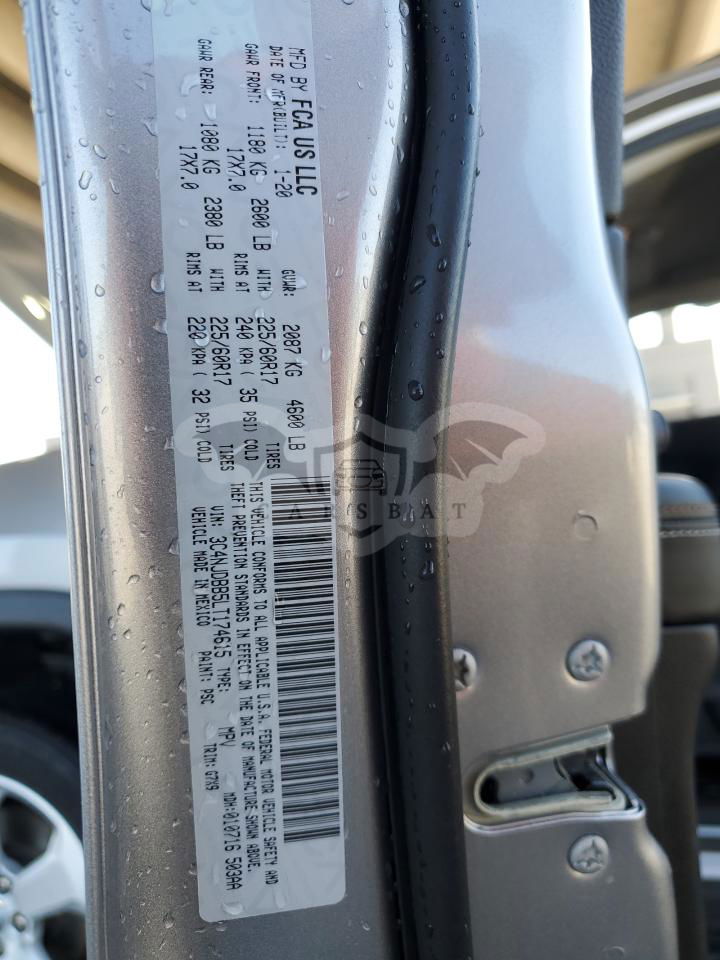 MFD BY FCA US LLC
DATE OF MFR(BUILT): 1-20 GVWR: 2087 KG 4600 LB
GAWR FRONT: 1180 KG 2600 LB WITH 225/60R17 TIRES
17X7.0 RIMS AT 240 KPA ( 35 PSI) COLD
GAWR REAR: 1080 KG 2380 LB WITH 225/60R17 TIRES
17X7.0 RIMS AT 220 KPA ( 32 PSI) COLD
THIS VEHICLE CONFORMS TO ALL APPLICABLE U.S.A. FEDERAL MOTOR VEHICLE SAFETY AND
THEFT PREVENTION STANDARDS IN EFFECT ON THE DATE OF MANUFACTURE SHOWN ABOVE.
VIN: 3C4NJDBB5LT174615 TYPE: MPV MDH:010716 503AA
VEHICLE MADE IN MEXICO PAINT: PSC TRIM: G7X9